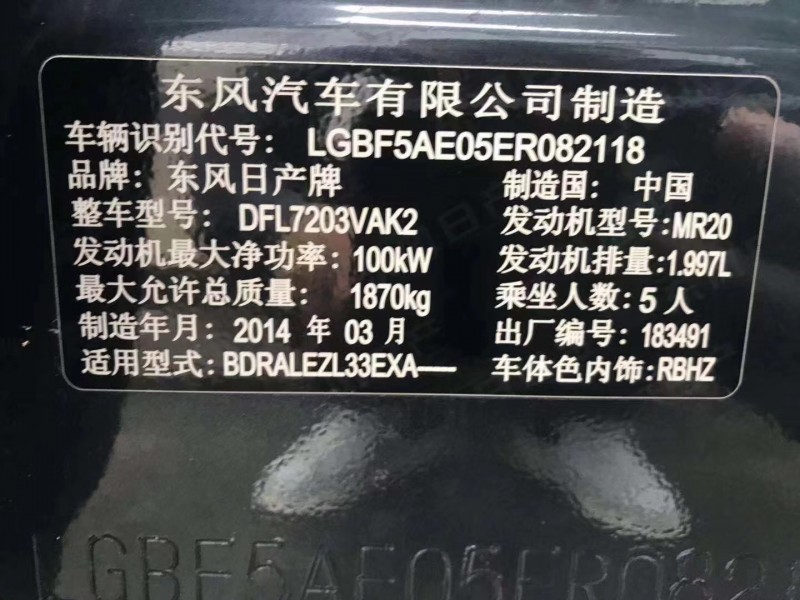 东风汽车有限公司制造
车辆识别代号: LGBF5AE05ER082118
品牌: 东风日产牌 制造国: 中国
整车型号: DFL7203VAK2 发动机型号:MR20
发动机最大净功率: 100kW 发动机排量:1.997L
最大允许总质量: 1870kg 乘坐人数: 5 人
制造年月: 2014 年 03 月 出厂编号: 183491
适用型式: BDRALEZL33EXA----- 车体色内饰:RBHZ
LGBF5AE05ER082